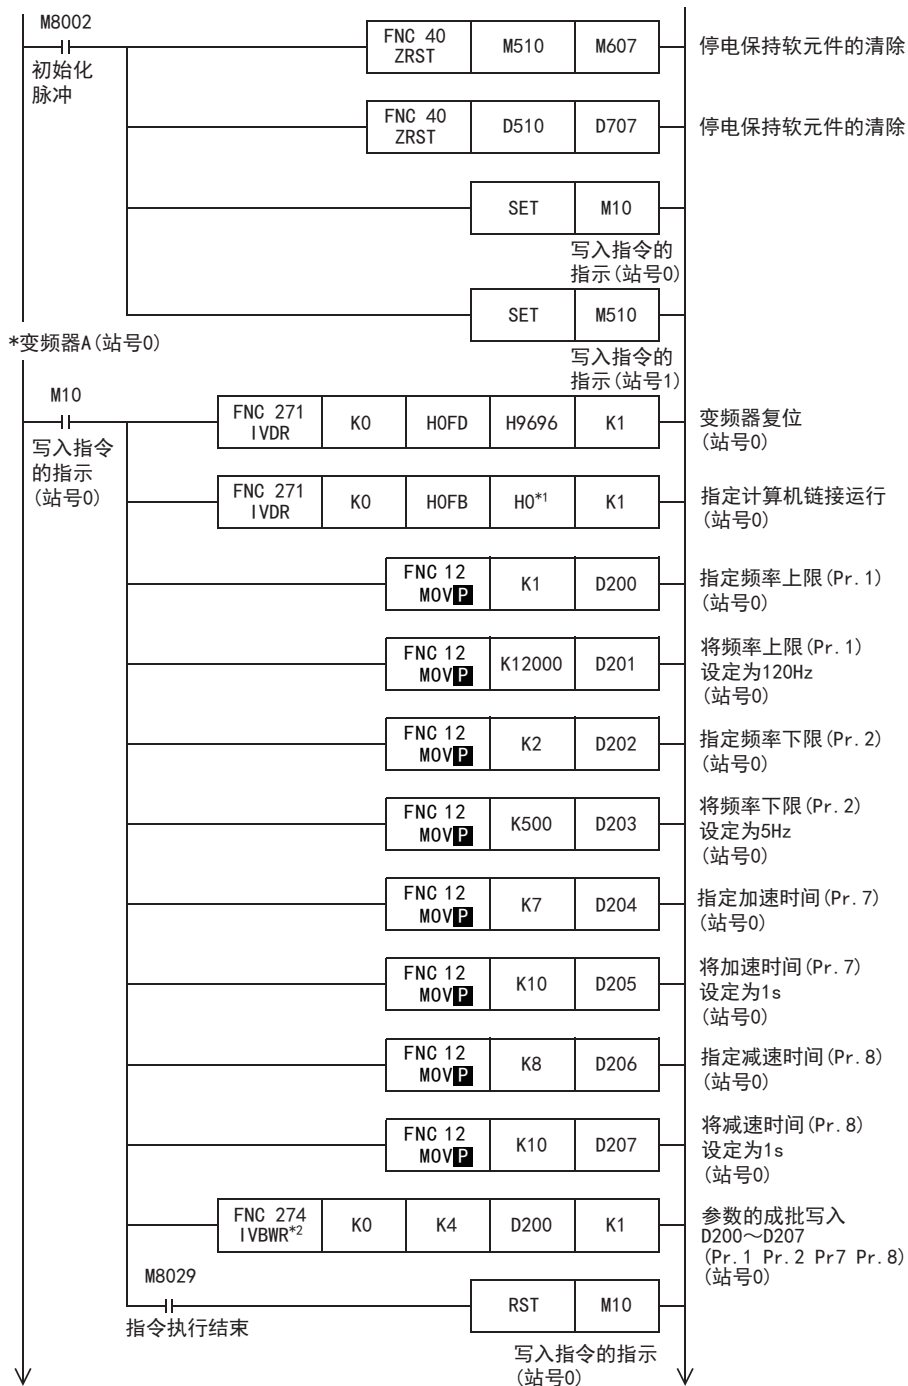 M8002
初始化
脉冲
FNC 40
ZRST
M510
M607
停电保持软元件的清除
FNC 40
ZRST
D510
D707
停电保持软元件的清除
SET
M10
写入指令的
指示(站号0)
SET
M510
写入指令的
指示(站号1)
*变频器A(站号0)
M10
写入指令
的指示
(站号0)
FNC 271
IVDR
K0
H0FD
H9696
K1
变频器复位
(站号0)
FNC 271
IVDR
K0
H0FB
H0*1
K1
指定计算机链接运行
(站号0)
FNC 12
MOVP
K1
D200
指定频率上限(Pr.1)
(站号0)
FNC 12
MOVP
K12000
D201
将频率上限(Pr.1)
设定为120Hz
(站号0)
FNC 12
MOVP
K2
D202
指定频率下限(Pr.2)
(站号0)
FNC 12
MOVP
K500
D203
将频率下限(Pr.2)
设定为5Hz
(站号0)
FNC 12
MOVP
K7
D204
指定加速时间(Pr.7)
(站号0)
FNC 12
MOVP
K10
D205
将加速时间(Pr.7)
设定为1s
(站号0)
FNC 12
MOVP
K8
D206
指定减速时间(Pr.8)
(站号0)
FNC 12
MOVP
K10
D207
将减速时间(Pr.8)
设定为1s
(站号0)
FNC 274
IVBWR*2
K0
K4
D200
K1
参数的成批写入
D200～D207
(Pr.1 Pr.2 Pr7 Pr.8)
(站号0)
M8029
指令执行结束
RST
M10
写入指令的指示
(站号0)